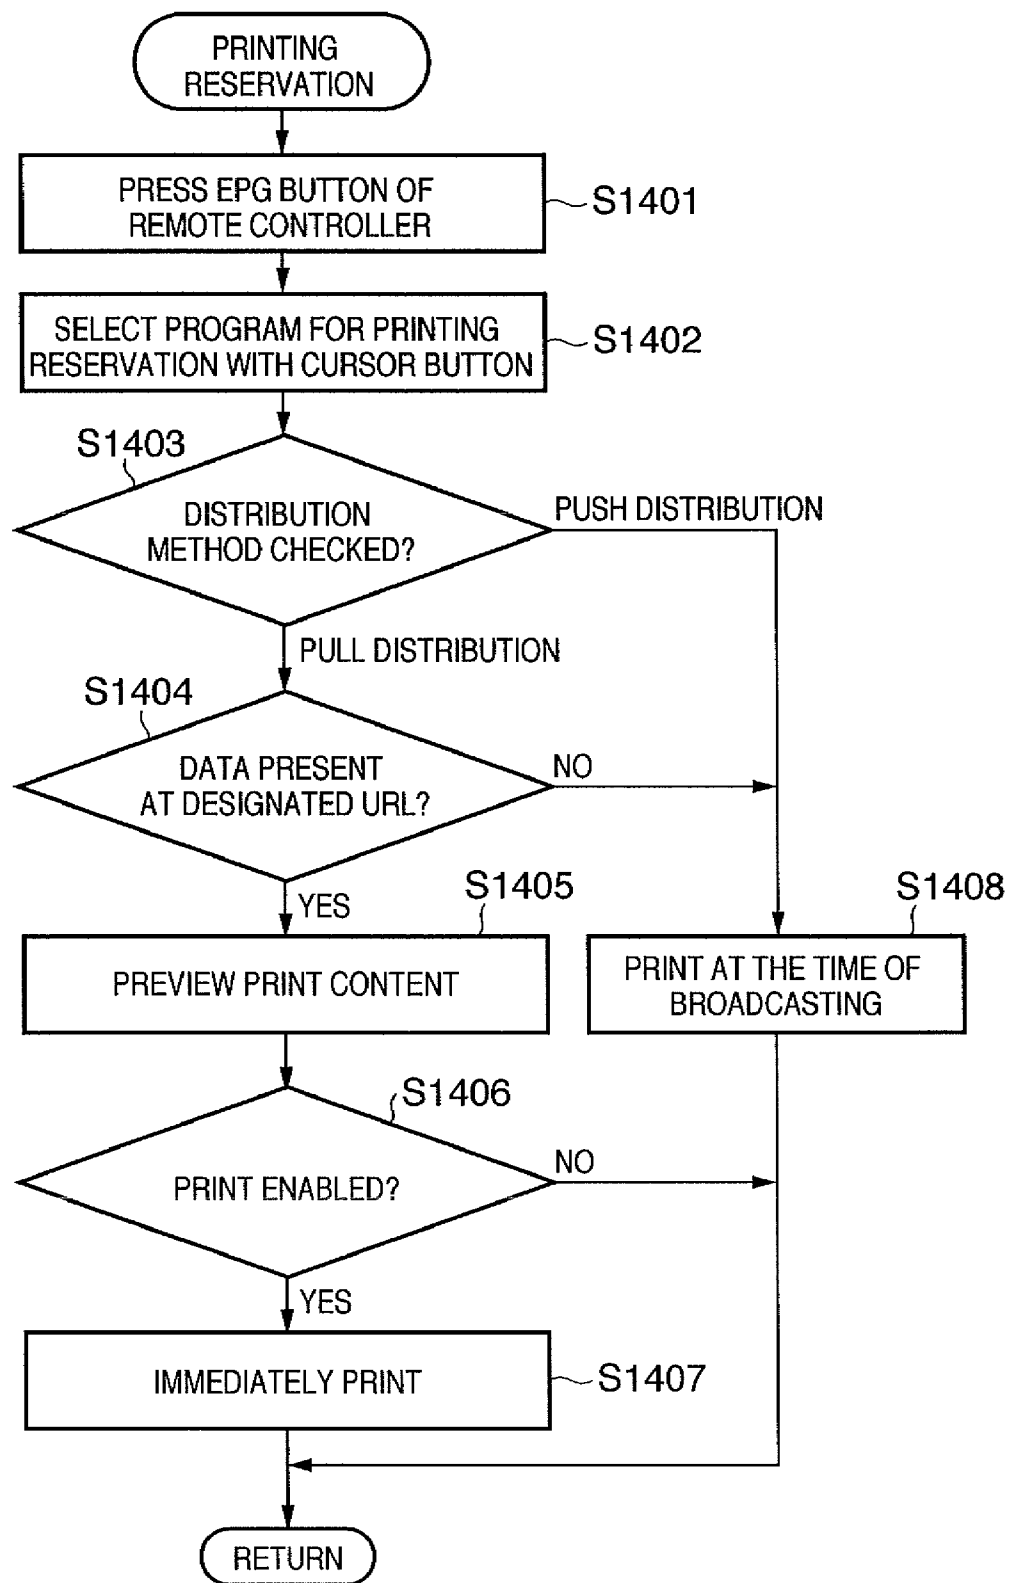 PRINTING
RESERVATION
PRESS EPG BUTTON OF
REMOTE CONTROLLER
S1401
SELECT PROGRAM FOR PRINTING
RESERVATION WITH CURSOR BUTTON
S1402
S1403
DISTRIBUTION
METHOD CHECKED?
PUSH DISTRIBUTION
PULL DISTRIBUTION
S1404
DATA PRESENT
AT DESIGNATED URL?
NO
YES
S1405
PREVIEW PRINT CONTENT
S1408
PRINT AT THE TIME OF
BROADCASTING
S1406
PRINT ENABLED?
NO
YES
IMMEDIATELY PRINT
S1407
RETURN